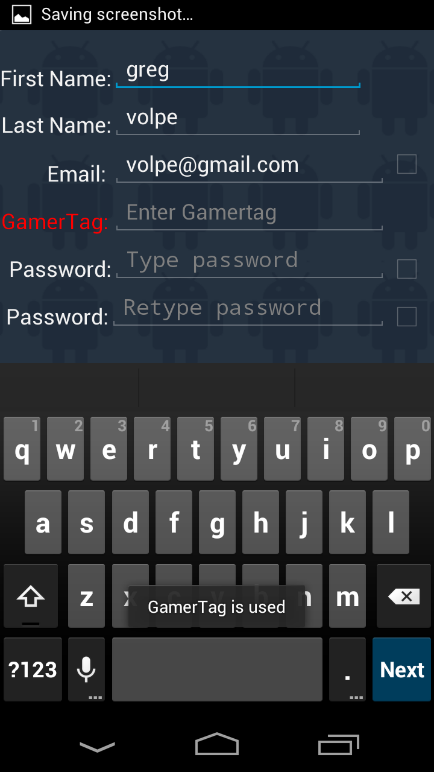 Saving screenshot...
First Name: greg
Last Name: volpe
Email: volpe@gmail.com
GamerTag: Enter Gamertag
Password: Type password
Password: Retype password
1 2 3 4 5 6 7 8 9 0
q w e r t y u i o p
a s d f g h j k l
z x c v b n m
GamerTag is used
?123 ... . ... Next